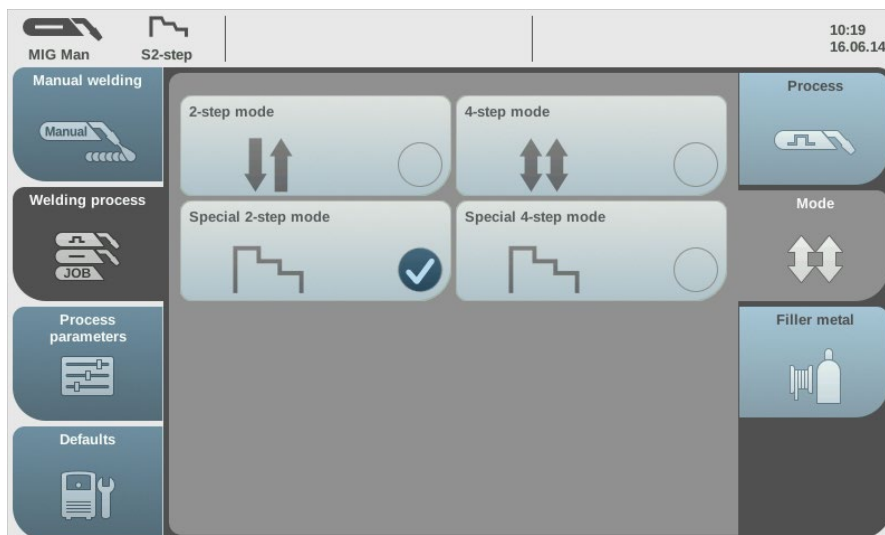 MIG Man
S2-step
10:19
16.06.14
Manual welding
Manual
Welding process
JOB
Process
parameters
Defaults
2-step mode
4-step mode
Special 2-step mode
Special 4-step mode
Process
Mode
Filler metal